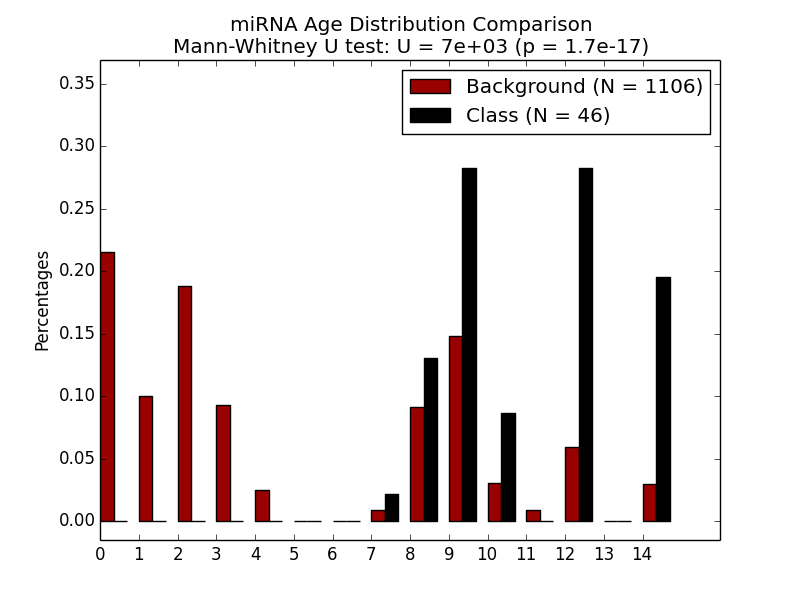 miRNA Age Distribution Comparison
Mann-Whitney U test: U = 7e+03 (p = 1.7e-17)
Background (N = 1106)
Class (N = 46)
Percentages
0.35
0.30
0.25
0.20
0.15
0.10
0.05
0.00
0 1 2 3 4 5 6 7 8 9 10 11 12 13 14